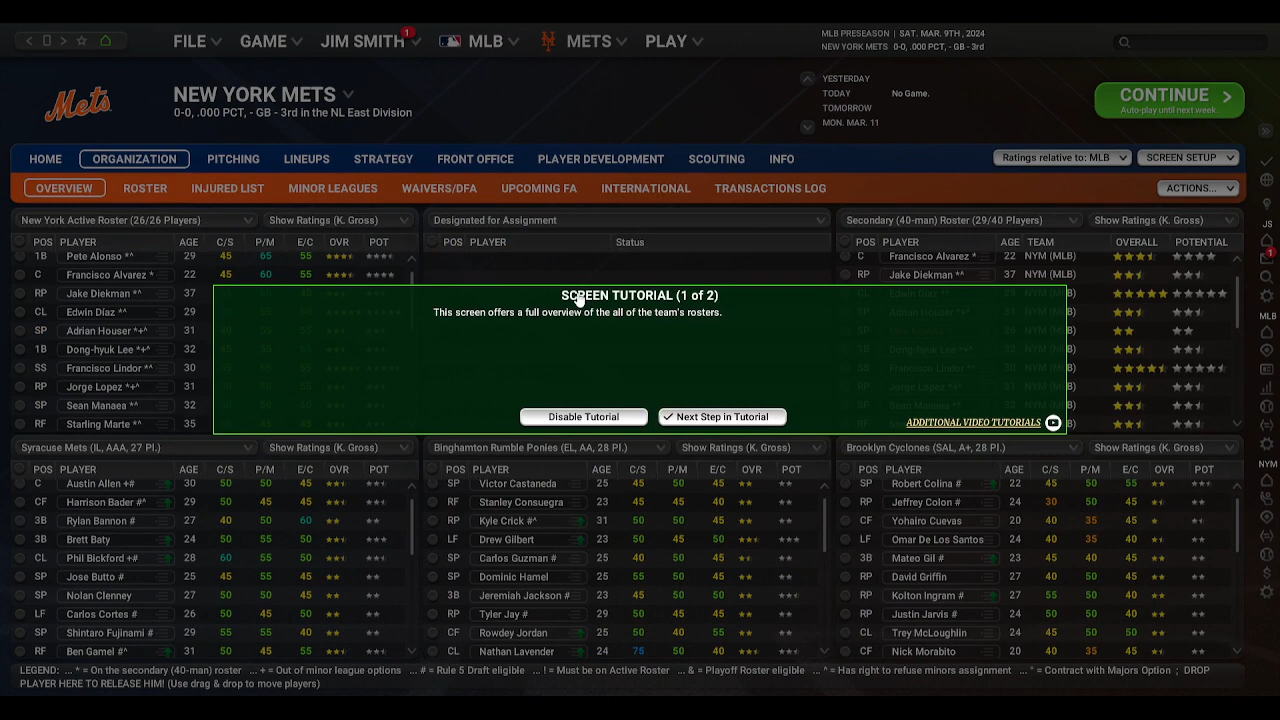 FILE GAME JIM SMITH 1 MLB METS PLAY
MLB PRESEASON | SAT. MAR. 9TH , 2024
NEW YORK METS 0-0, .000 PCT, - GB - 3rd
Mets
NEW YORK METS
0-0, .000 PCT, - GB - 3rd in the NL East Division
YESTERDAY
TODAY No Game.
TOMORROW
MON. MAR. 11
CONTINUE
Auto-play until next week
HOME ORGANIZATION PITCHING LINEUPS STRATEGY FRONT OFFICE PLAYER DEVELOPMENT SCOUTING INFO Ratings relative to: MLB SCREEN SETUP
OVERVIEW ROSTER INJURED LIST MINOR LEAGUES WAIVERS/DFA UPCOMING FA INTERNATIONAL TRANSACTIONS LOG ACTIONS...
New York Active Roster (26/26 Players) Show Ratings (K. Gross)
POS PLAYER AGE C/S P/M E/C OVR POT
1B Pete Alonso *^ 29 45 65 55
C Francisco Alvarez * 22 45 60 55
RP Jake Diekman *^ 37
CL Edwin Diaz *^ 29
SP Adrian Houser *+^ 31
1B Dong-hyuk Lee *+^ 32
SS Francisco Lindor *^ 30
RP Jorge Lopez *+^ 31
SP Sean Manaea *^ 32
RF Starling Marte *^ 35
Designated for Assignment
POS PLAYER Status
Secondary (40-man) Roster (29/40 Players) Show Ratings (K. Gross)
POS PLAYER AGE TEAM OVERALL POTENTIAL
C Francisco Alvarez * 22 NYM (MLB)
RP Jake Diekman *^ 37 NYM (MLB)
SCREEN TUTORIAL (1 of 2)
This screen offers a full overview of the all of the team's rosters.
Disable Tutorial Next Step in Tutorial
ADDITIONAL VIDEO TUTORIALS
Syracuse Mets (IL, AAA, 27 Pl.) Show Ratings (K. Gross)
POS PLAYER AGE C/S P/M E/C OVR POT
C Austin Allen +# 30 50 50 45
CF Harrison Bader #^ 29 45 50 45
3B Rylan Bannon # 27 40 50 60
3B Brett Baty 24 50 50 50
CL Phil Bickford +# 28 60 55 55
SP Jose Butto # 25 45 55 45
SP Nolan Clenney 27 50 50 45
LF Carlos Cortes # 26 50 45 50
SP Shintaro Fujinami # 29 55 55 40
RF Ben Gamel #^ 31 50 45 50
Binghamton Rumble Ponies (EL, AA, 28 Pl.) Show Ratings (K. Gross)
POS PLAYER AGE C/S P/M E/C OVR POT
SP Victor Castaneda 25 45 50 45
RF Stanley Consuegra 23 45 45 40
RP Kyle Crick #^ 31 50 50 45
LF Drew Gilbert 23 50 45 50
SP Carlos Guzman # 25 40 50 45
SP Dominic Hamel 25 50 50 45
3B Jeremiah Jackson # 23 45 50 50
RP Tyler Jay # 29 50 45 45
CF Rowdey Jordan 25 50 40 55
CL Nathan Lavender 24 75 50 45
Brooklyn Cyclones (SAL, A+, 28 Pl.) Show Ratings (K. Gross)
POS PLAYER AGE C/S P/M E/C OVR POT
SP Robert Colina # 22 45 50 55
RP Jeffrey Colon # 24 30 50 45
CF Yohairo Cuevas 20 40 35 40
LF Omar De Los Santos 24 40 35 40
3B Mateo Gil # 23 45 40 45
RP David Griffin 27 50 50 50
RP Kolton Ingram # 27 55 50 45
RP Justin Jarvis # 24 50 50 50
CL Trey McLoughlin 24 45 50 45
CF Nick Morabito 20 40 35 45
LEGEND: ... * = On the secondary (40-man) roster ... + = Out of minor league options ... # = Rule 5 Draft eligible ... ! = Must be on Active Roster ... & = Playoff Roster eligible ... ^ = Has right to refuse minors assignment ... ° = Contract with Majors Option ; DROP
PLAYER HERE TO RELEASE HIM! (Use drag & drop to move players)
JS
1
MLB
NYM